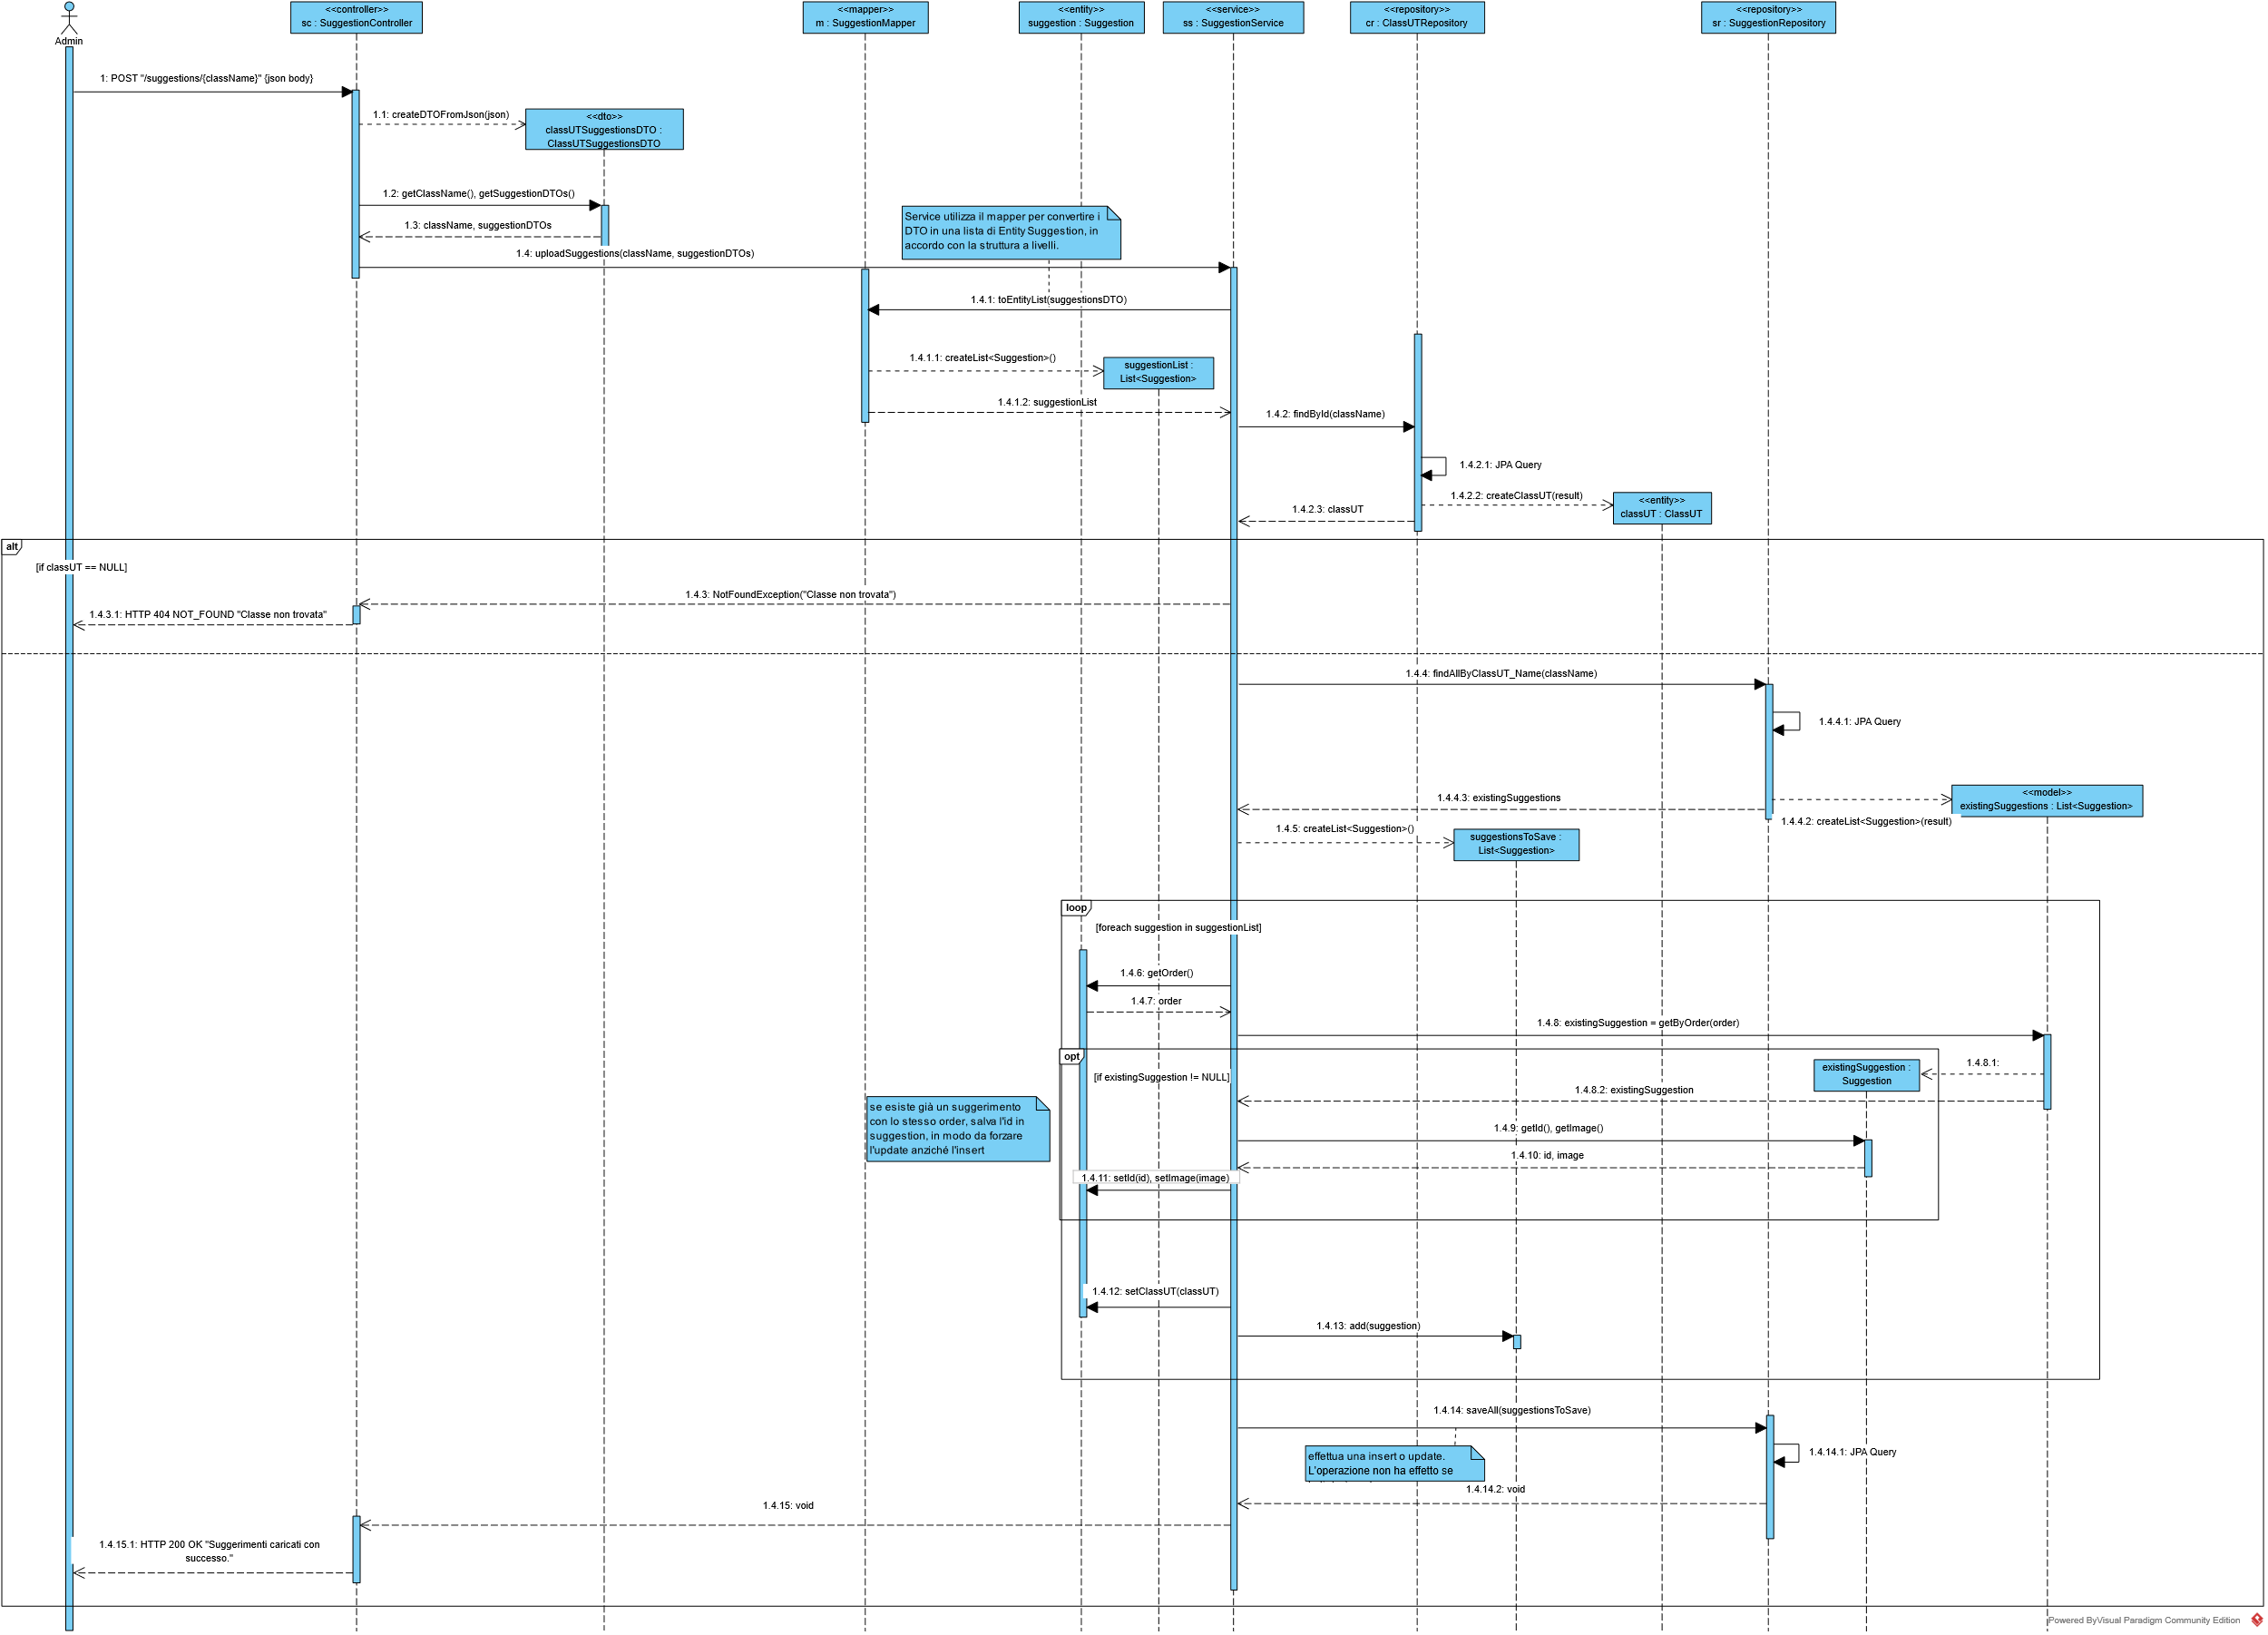 <<controller>>
sc : SuggestionController
<<mapper>>
m : SuggestionMapper
<<entity>>
suggestion : Suggestion
<<service>>
ss : SuggestionService
<<repository>>
cr : ClassUTRepository
<<repository>>
sr : SuggestionRepository
Admin
1: POST "/suggestions/{className}" {json body}
1.1: createDTOFromJson(json)
<<dto>>
classUTSuggestionsDTO :
ClassUTSuggestionsDTO
1.2: getClassName(), getSuggestionDTOs()
1.3: className, suggestionDTOs
Service utilizza il mapper per convertire i
DTO in una lista di Entity Suggestion, in
accordo con la struttura a livelli.
1.4: uploadSuggestions(className, suggestionDTOs)
1.4.1: toEntityList(suggestionsDTO)
1.4.1.1: createList<Suggestion>()
suggestionList :
List<Suggestion>
1.4.1.2: suggestionList
1.4.2: findById(className)
1.4.2.1: JPA Query
1.4.2.2: createClassUT(result)
<<entity>>
classUT : ClassUT
1.4.2.3: classUT
alt
[if classUT == NULL]
1.4.3: NotFoundException("Classe non trovata")
1.4.3.1: HTTP 404 NOT_FOUND "Classe non trovata"
1.4.4: findAllByClassUT_Name(className)
1.4.4.1: JPA Query
<<model>>
existingSuggestions : List<Suggestion>
1.4.4.3: existingSuggestions
1.4.4.2: createList<Suggestion>(result)
1.4.5: createList<Suggestion>()
suggestionsToSave :
List<Suggestion>
loop
[foreach suggestion in suggestionList]
1.4.6: getOrder()
1.4.7: order
1.4.8: existingSuggestion = getByOrder(order)
opt
[if existingSuggestion != NULL]
existingSuggestion :
Suggestion
1.4.8.1:
1.4.8.2: existingSuggestion
se esiste già un suggerimento
con lo stesso order, salva l'id in
suggestion, in modo da forzare
l'update anziché l'insert
1.4.9: getId(), getImage()
1.4.10: id, image
1.4.11: setId(id), setImage(image)
1.4.12: setClassUT(classUT)
1.4.13: add(suggestion)
1.4.14: saveAll(suggestionsToSave)
effettua una insert o update.
L'operazione non ha effetto se
1.4.14.1: JPA Query
1.4.14.2: void
1.4.15: void
1.4.15.1: HTTP 200 OK "Suggerimenti caricati con
successo."
Powered ByVisual Paradigm Community Edition